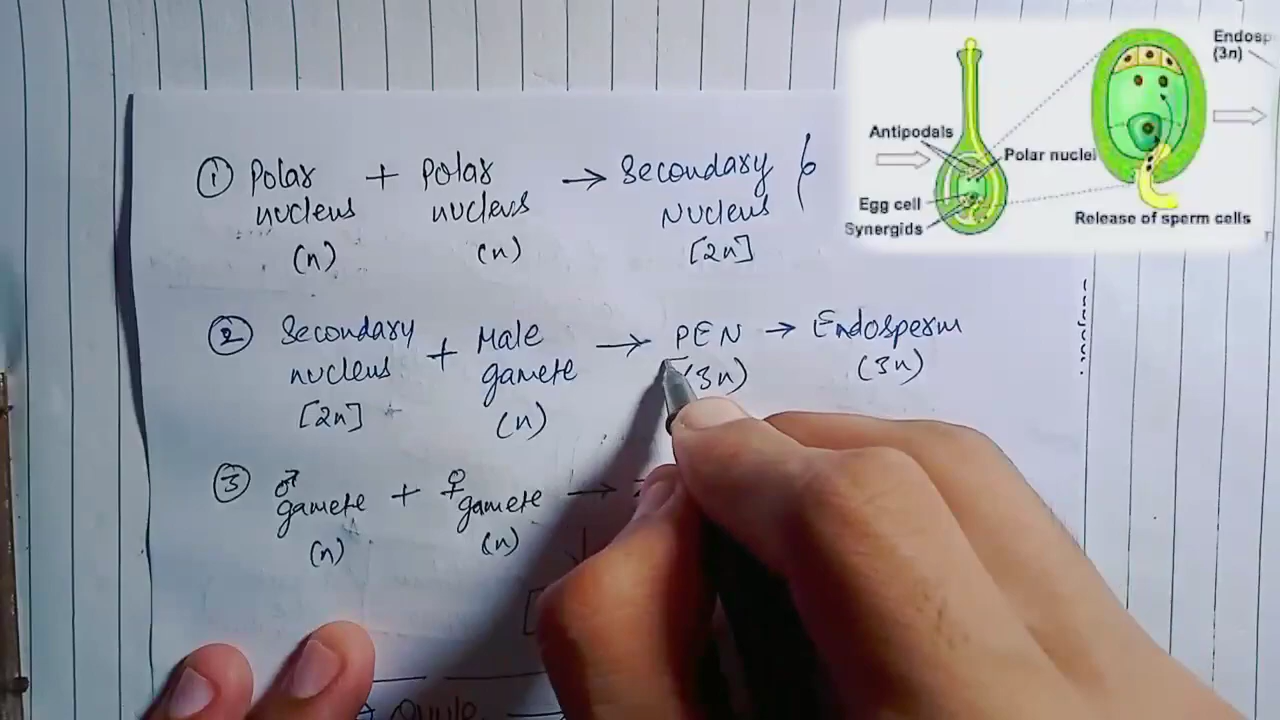 ① Polar + Polar → Secondary
nucleus nucleus Nucleus
(n) (n) [2n]
② Secondary + Male → PEN → Endosperm
nucleus gamete (3n) (3n)
[2n] (n)
③ ♂ gamete + ♀ gamete →
(n) (n)
Ovule
Endosp
(3n)
Antipodals
Polar nuclei
Egg cell
Synergids
Release of sperm cells